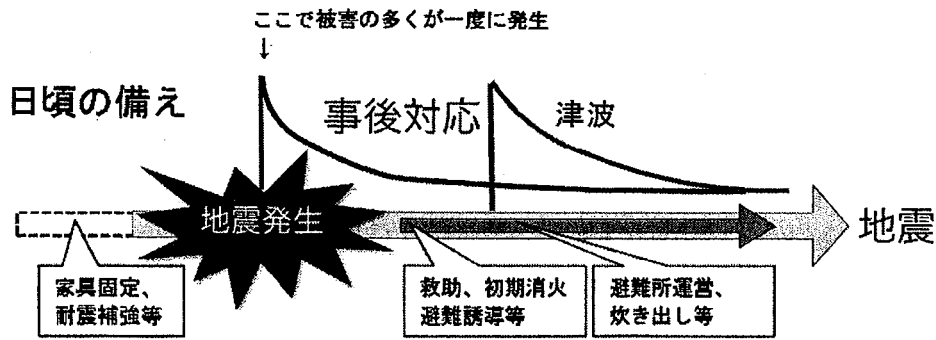 ここで被害の多くが一度に発生
↓
日頃の備え
事後対応
津波
地震発生
地震
家具固定、
耐震補強等
救助、初期消火
避難誘導等
避難所運営、
炊き出し等